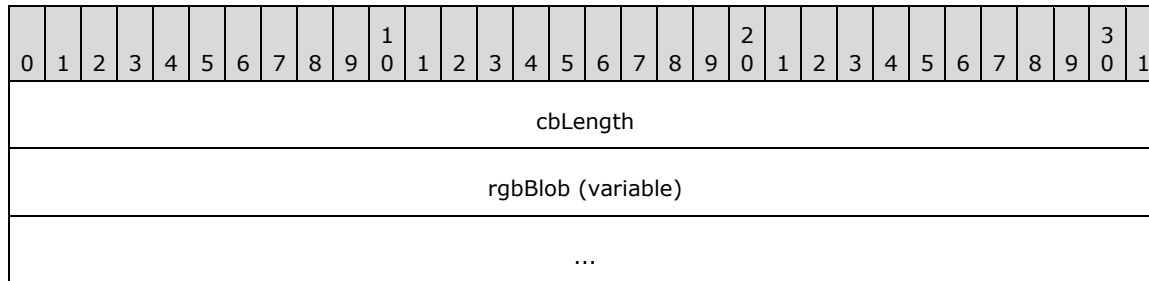 1 2 3
0 1 2 3 4 5 6 7 8 9 0 1 2 3 4 5 6 7 8 9 0 1 2 3 4 5 6 7 8 9 0 1
cbLength
rgbBlob (variable)
...